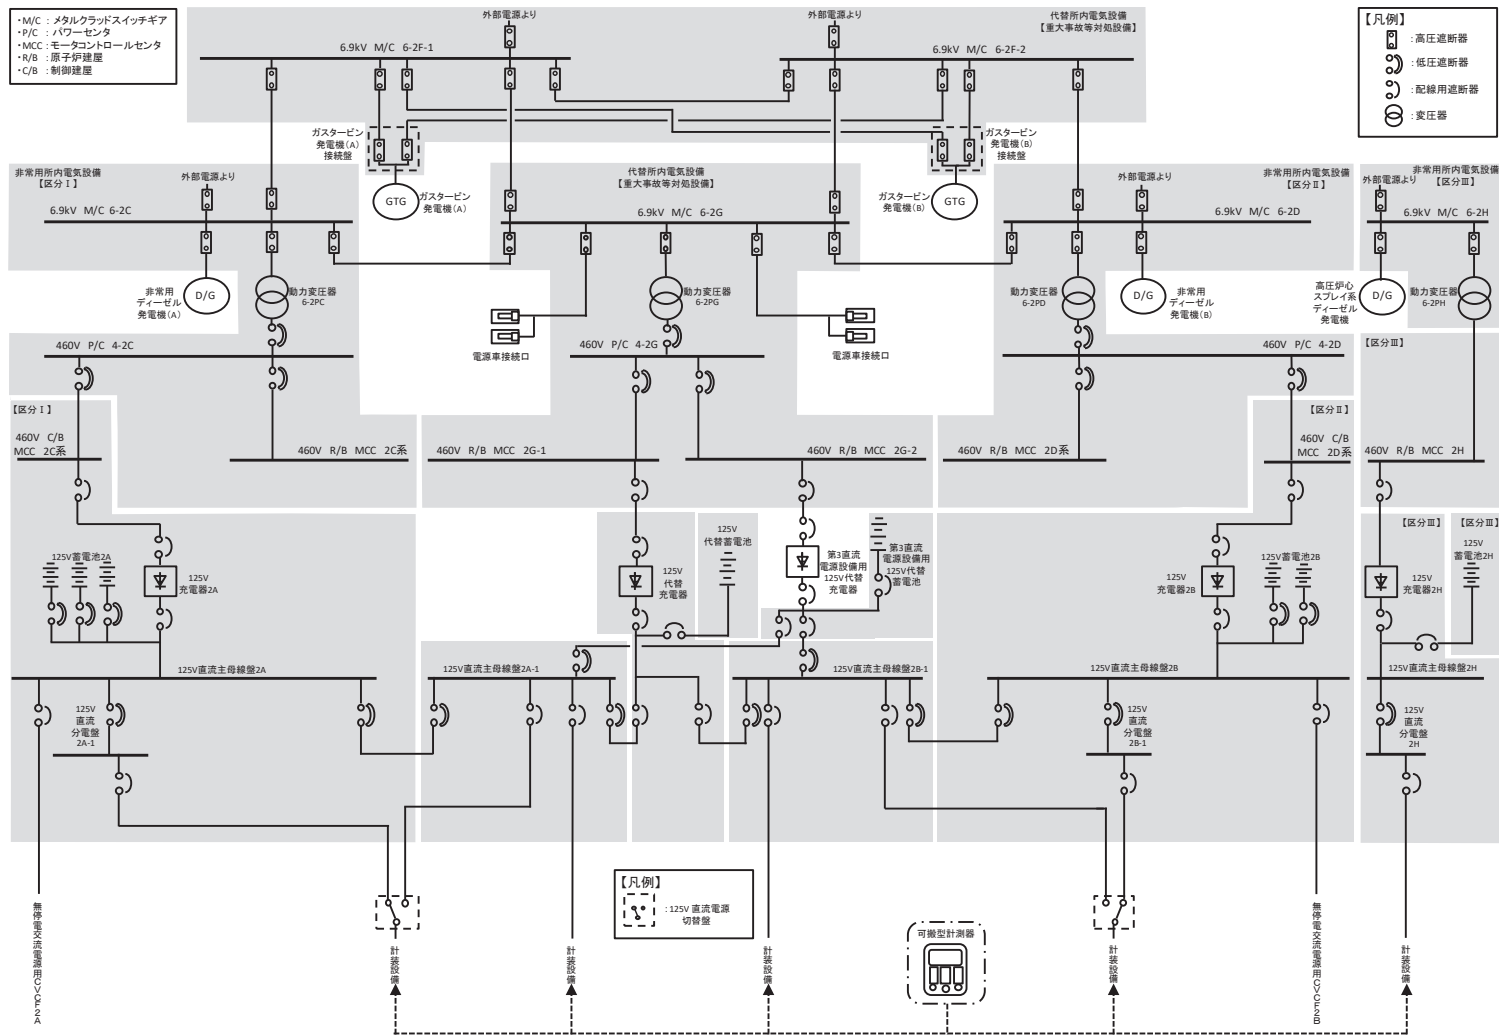 ・M/C ：メタルクラッドスイッチギア
・P/C ：パワーセンタ
・MCC：モータコントロールセンタ
・R/B ：原子炉建屋
・C/B ：制御建屋
外部電源より
外部電源より
代替所内電気設備
【重大事故等対処設備】
6.9kV M/C 6-2F-1
6.9kV M/C 6-2F-2
【凡例】
：高圧遮断器
：低圧遮断器
：配線用遮断器
：変圧器
ガスタービン
発電機(A)
接続盤
ガスタービン
発電機(B)
接続盤
非常用所内電気設備
【区分Ⅰ】
外部電源より
6.9kV M/C 6-2C
GTG
ガスタービン
発電機(A)
代替所内電気設備
【重大事故等対処設備】
6.9kV M/C 6-2G
ガスタービン
発電機(B)
GTG
外部電源より
非常用所内電気設備
【区分Ⅱ】
6.9kV M/C 6-2D
非常用所内電気設備
外部電源より
【区分Ⅲ】
6.9kV M/C 6-2H
非常用
ディーゼル
発電機(A)
D/G
動力変圧器
6-2PC
動力変圧器
6-2PG
動力変圧器
6-2PD
D/G
非常用
ディーゼル
発電機(B)
高圧炉心
スプレイ系
ディーゼル
発電機
D/G
動力変圧器
6-2PH
電源車接続口
電源車接続口
460V P/C 4-2C
460V P/C 4-2G
460V P/C 4-2D
【区分Ⅲ】
【区分Ⅰ】
460V C/B
MCC 2C系
460V R/B MCC 2C系
460V R/B MCC 2G-1
460V R/B MCC 2G-2
460V R/B MCC 2D系
【区分Ⅱ】
460V C/B
MCC 2D系
460V R/B MCC 2H
125V蓄電池2A
125V
充電器2A
125V
代替
充電器
125V
代替蓄電池
第3直流
電源設備用
125V代替
充電器
第3直流
電源設備用
125V代替
蓄電池
125V
充電器2B
125V蓄電池2B
【区分Ⅲ】
125V
充電器2H
【区分Ⅲ】
125V
蓄電池2H
125V直流主母線盤2A
125V直流主母線盤2A-1
125V直流主母線盤2B-1
125V直流主母線盤2B
125V直流主母線盤2H
125V
直流
分電盤
2A-1
125V
直流
分電盤
2B-1
125V
直流
分電盤
2H
【凡例】
：125V 直流電源
切替盤
可搬型計測器
無停電交流電源用CVCF2A
計装設備
計装設備
計装設備
計装設備
無停電交流電源用CVCF2B
計装設備